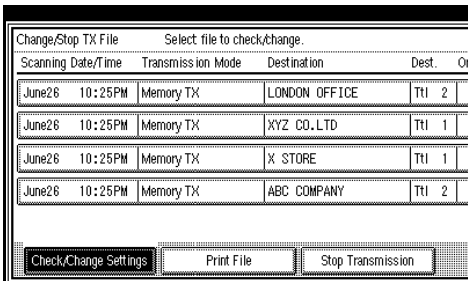 Change/Stop TX File Select file to check/change.
Scanning Date/Time Transmission Mode Destination Dest.
June26 10:25PM Memory TX LONDON OFFICE Ttl 2
June26 10:25PM Memory TX XYZ CO.LTD Ttl 1
June26 10:25PM Memory TX X STORE Ttl 1
June26 10:25PM Memory TX ABC COMPANY Ttl 2
Check/Change Settings Print File Stop Transmission